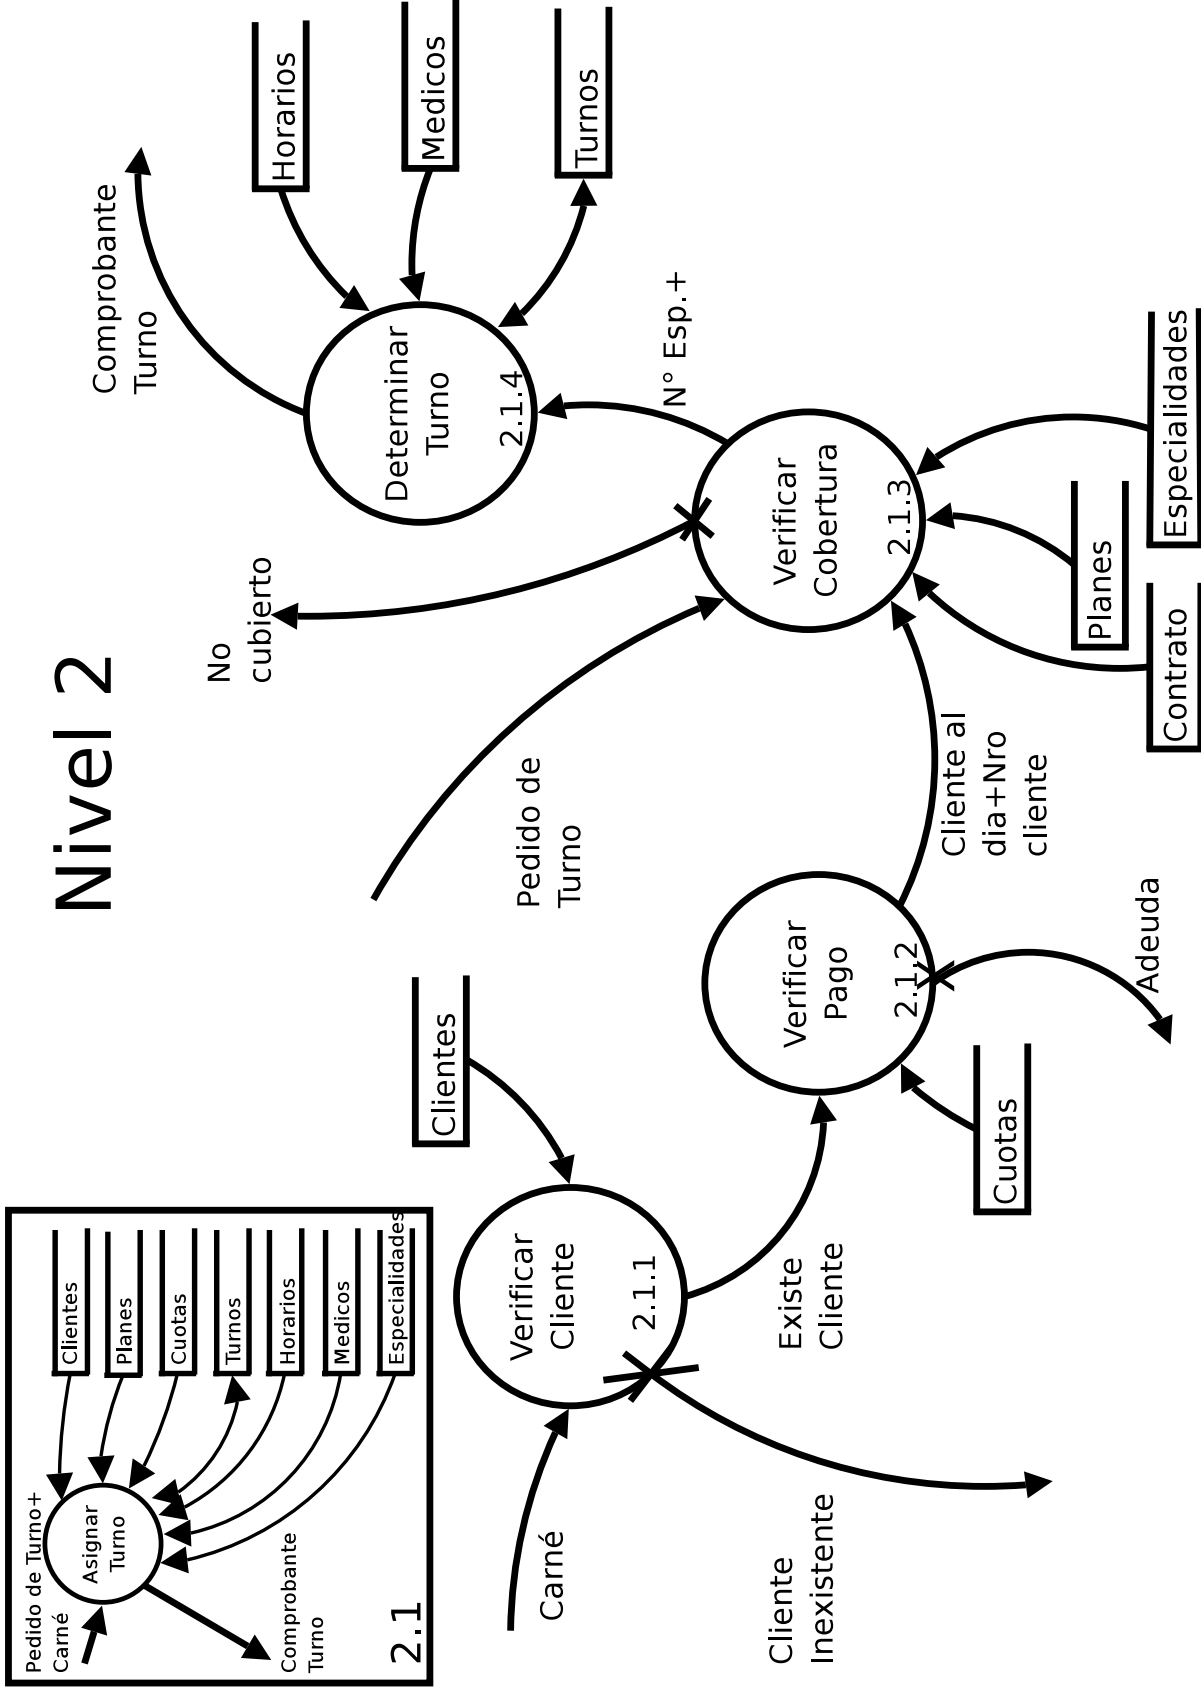 Nivel 2
Pedido de Turno+
Carné
Asignar
Turno
Clientes
Planes
Cuotas
Turnos
Horarios
Medicos
Especialidades
Comprobante
Turno
2.1
Carné
Verificar
Cliente
2.1.1
Clientes
Cliente
Inexistente
Existe
Cliente
Verificar
Pago
2.1.2
Cuotas
Adeuda
Cliente al
dia+Nro
cliente
Pedido de
Turno
No
cubierto
Verificar
Cobertura
2.1.3
Contrato
Planes
Especialidades
N° Esp.+
Determinar
Turno
2.1.4
Comprobante
Turno
Horarios
Medicos
Turnos